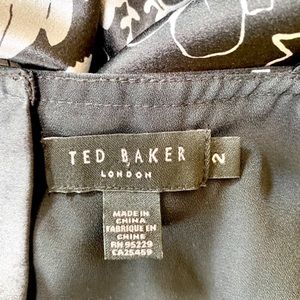 TED BAKER
LONDON
2
MADE IN
CHINA
FABRIQUE EN
CHINE
RN 95229
CA25459